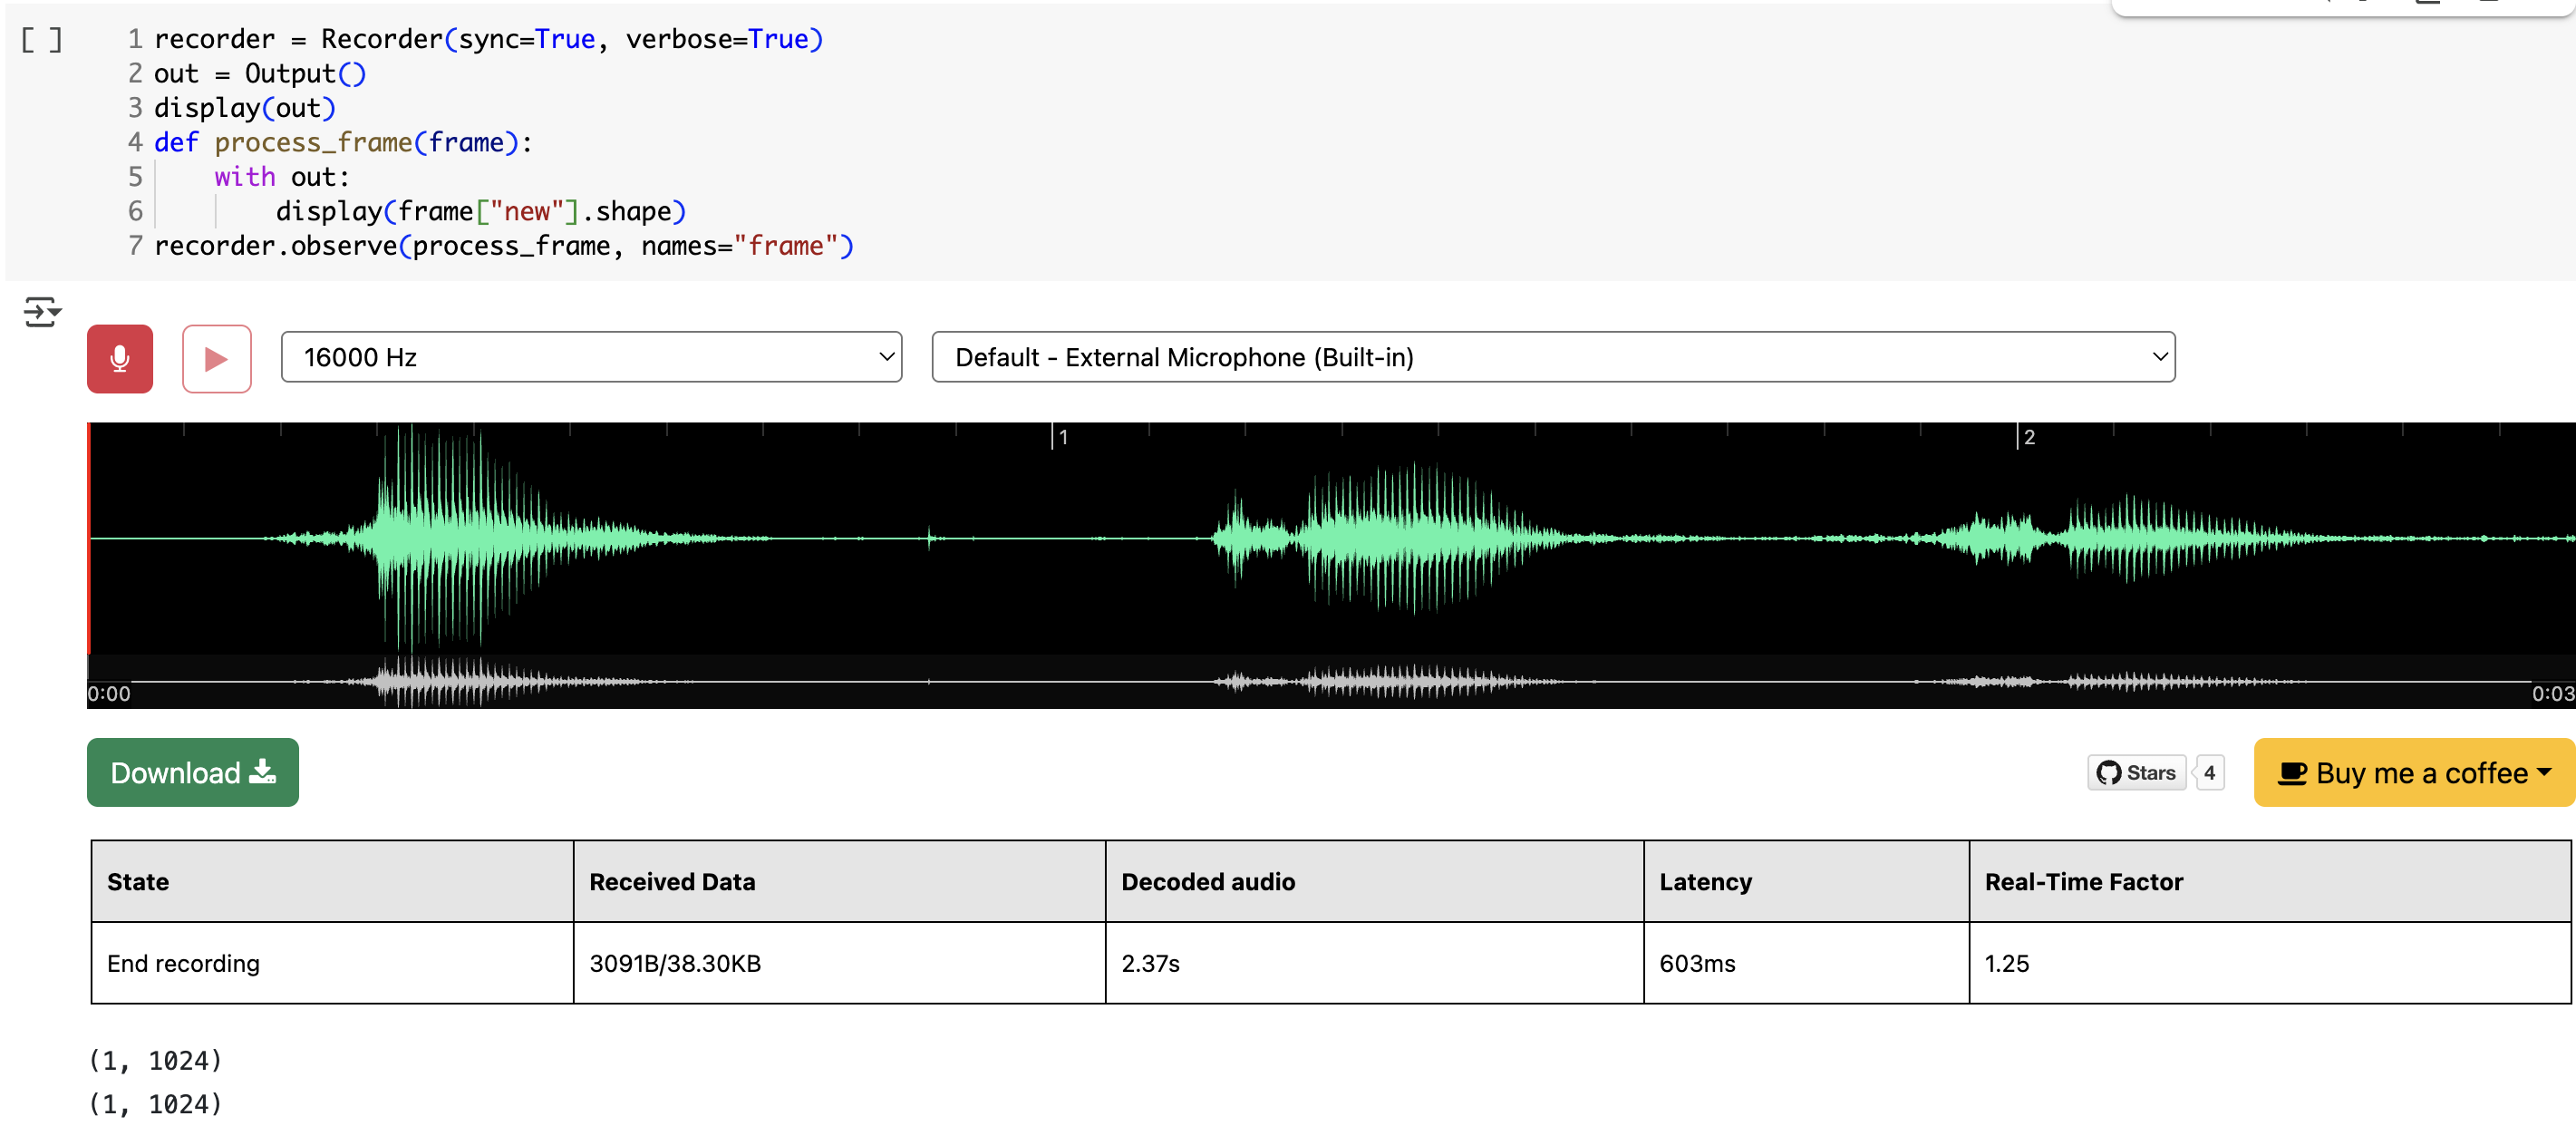 [ ]
1 recorder = Recorder(sync=True, verbose=True)
2 out = Output()
3 display(out)
4 def process_frame(frame):
5     with out:
6         display(frame["new"].shape)
7 recorder.observe(process_frame, names="frame")
16000 Hz
Default - External Microphone (Built-in)
1
2
0:00
0:03
Download
Stars
4
Buy me a coffee
State
Received Data
Decoded audio
Latency
Real-Time Factor
End recording
3091B/38.30KB
2.37s
603ms
1.25
(1, 1024)
(1, 1024)